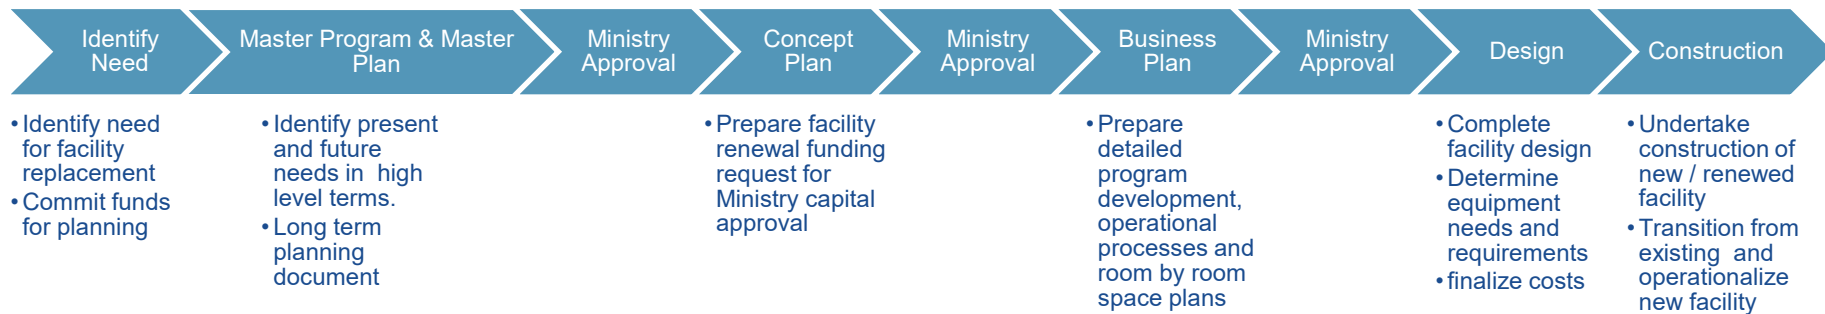 Identify
Need
Master Program & Master
Plan
Ministry
Approval
Concept
Plan
Ministry
Approval
Business
Plan
Ministry
Approval
Design
Construction
•Identify need
for facility
replacement
•Commit funds
for planning
•Identify present
and future
needs in  high
level terms.
•Long term
planning
document
•Prepare facility
renewal funding
request for
Ministry capital
approval
•Prepare
detailed
program
development,
operational
processes and
room by room
space plans
•Complete
facility design
•Determine
equipment
needs and
requirements
•finalize costs
•Undertake
construction of
new / renewed
facility
•Transition from
existing  and
operationalize
new facility